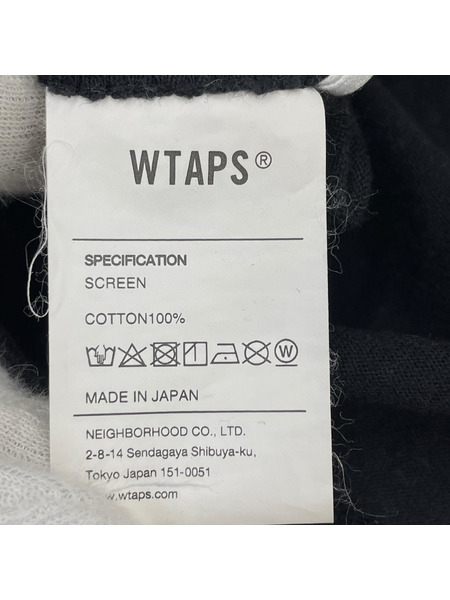 WTAPS®
SPECIFICATION
SCREEN
COTTON100%
W
MADE IN JAPAN
NEIGHBORHOOD CO., LTD.
2-8-14 Sendagaya Shibuya-ku,
Tokyo Japan 151-0051
www.wtaps.com